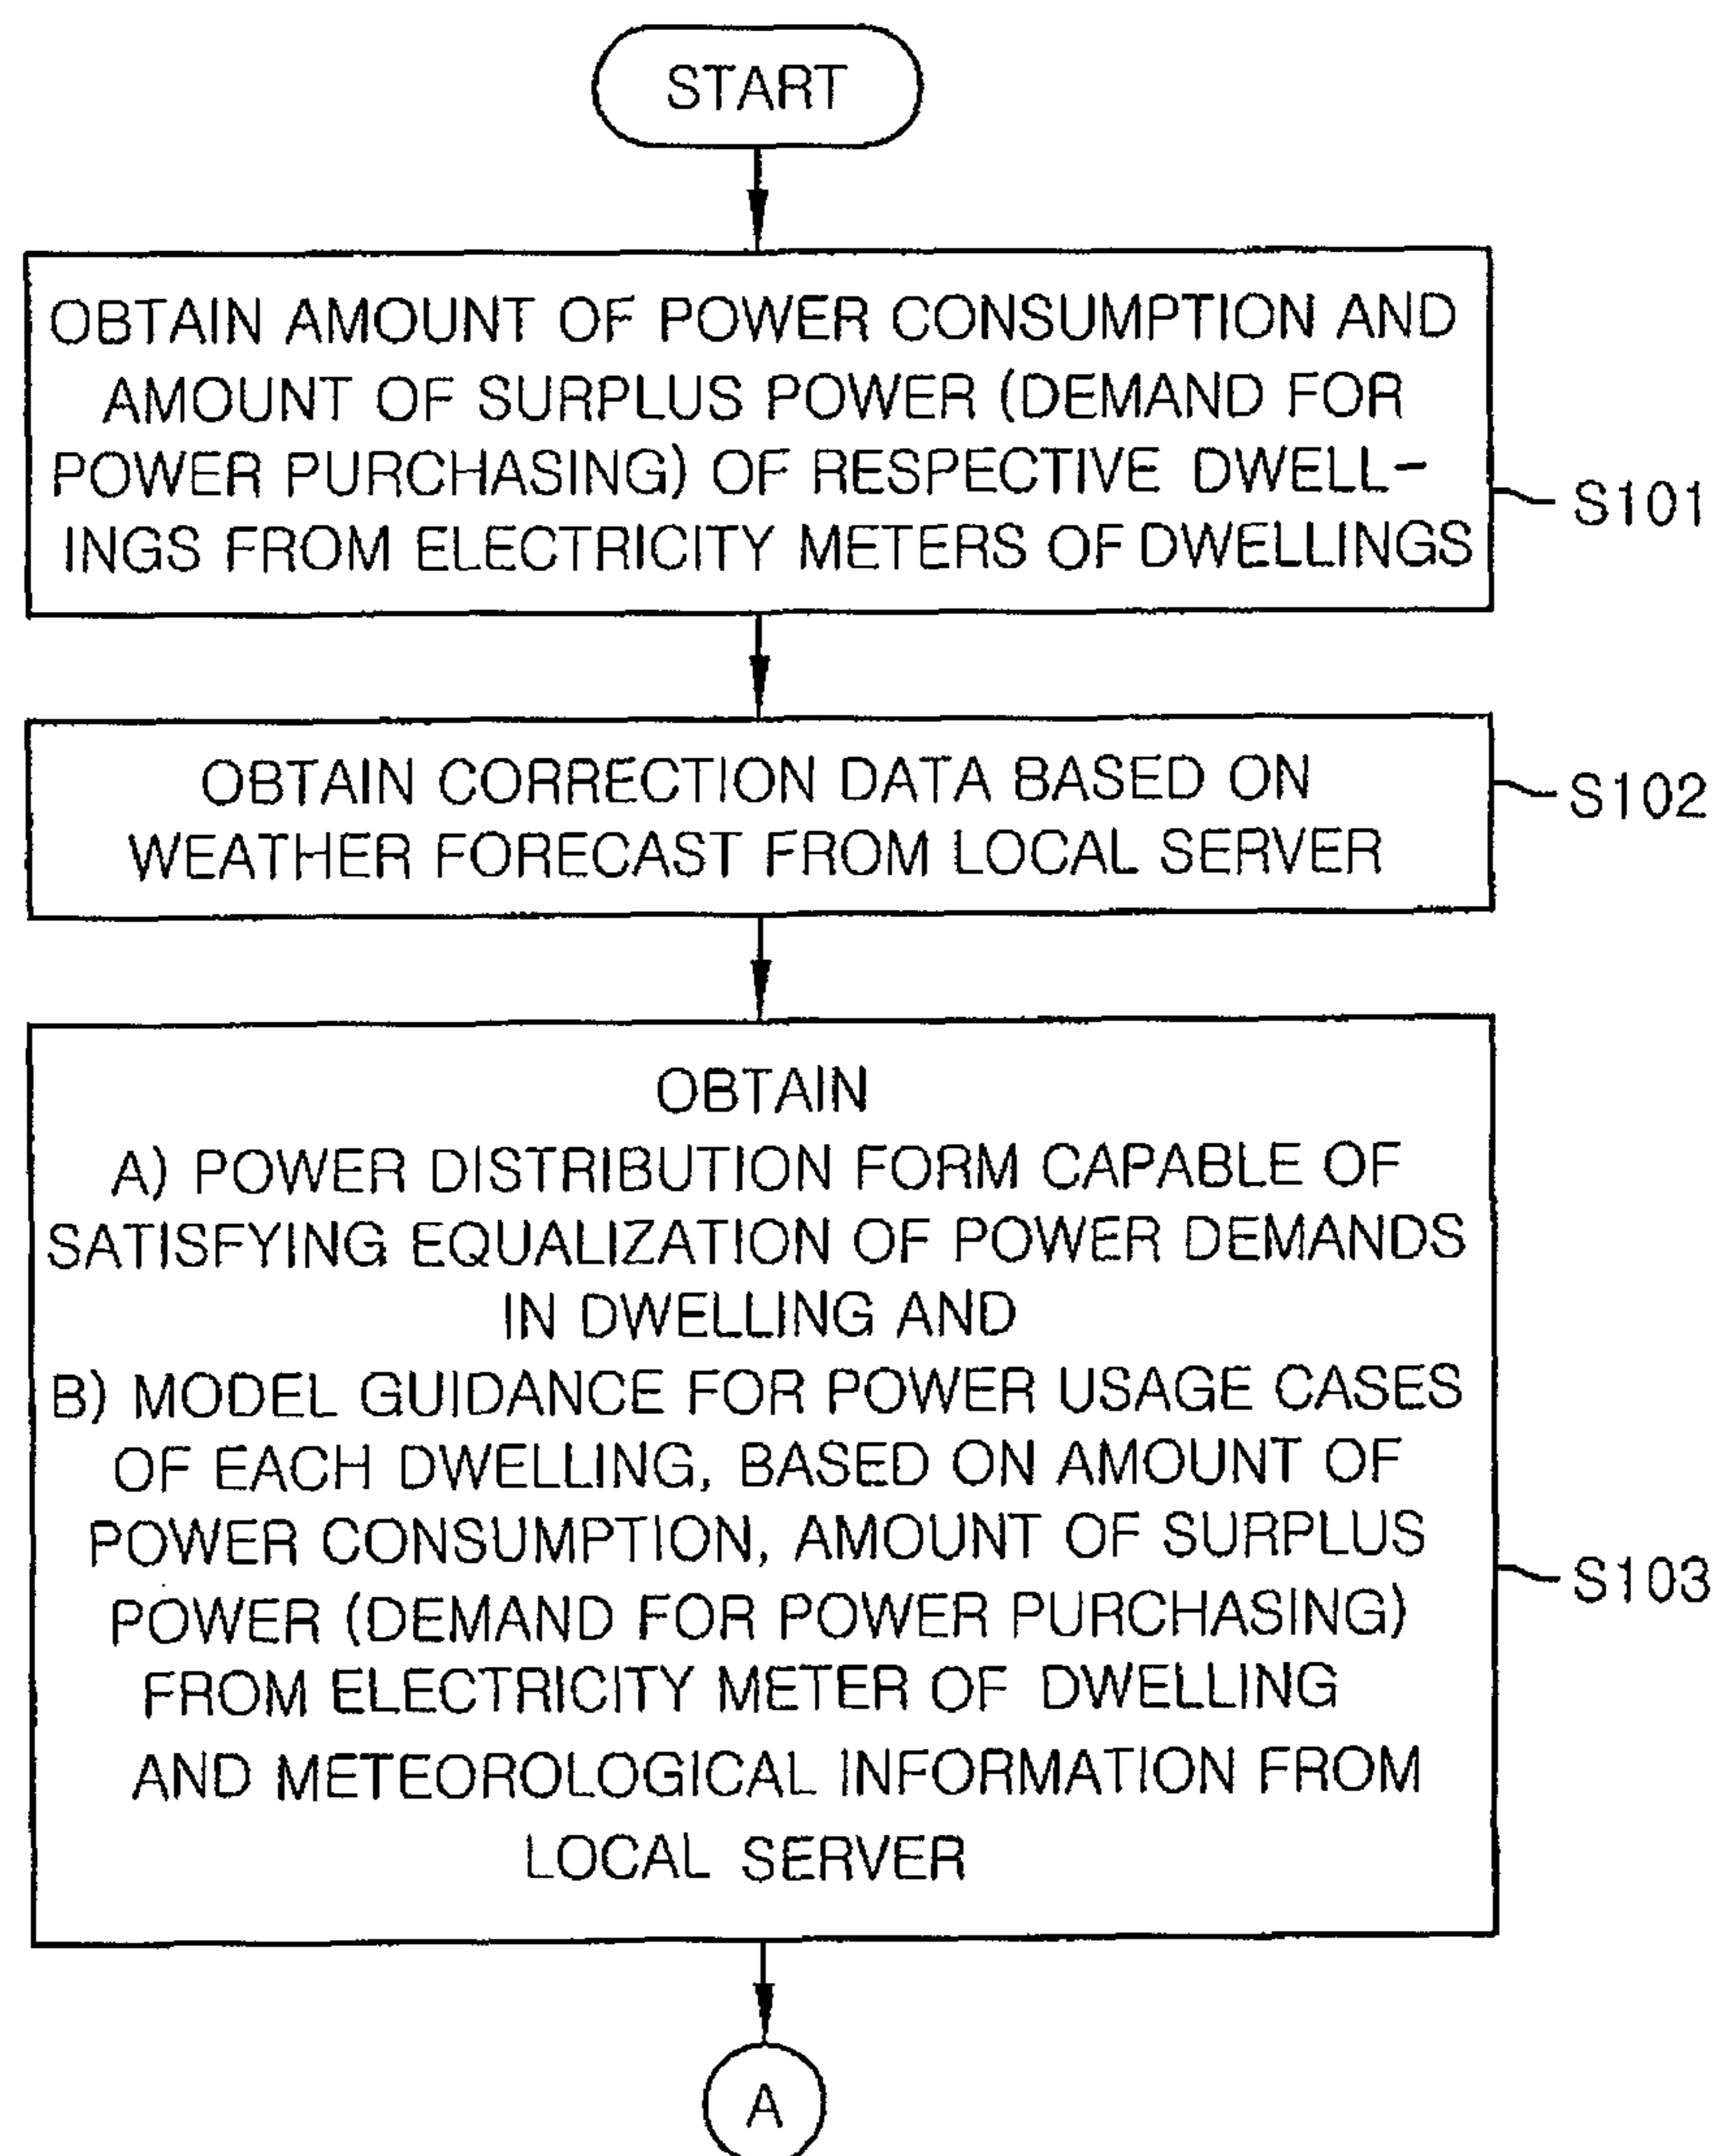 START
OBTAIN AMOUNT OF POWER CONSUMPTION AND
AMOUNT OF SURPLUS POWER (DEMAND FOR
POWER PURCHASING) OF RESPECTIVE DWELL-
INGS FROM ELECTRICITY METERS OF DWELLINGS
S101
OBTAIN CORRECTION DATA BASED ON
WEATHER FORECAST FROM LOCAL SERVER
S102
OBTAIN
A) POWER DISTRIBUTION FORM CAPABLE OF
SATISFYING EQUALIZATION OF POWER DEMANDS
IN DWELLING AND
B) MODEL GUIDANCE FOR POWER USAGE CASES
OF EACH DWELLING, BASED ON AMOUNT OF
POWER CONSUMPTION, AMOUNT OF SURPLUS
POWER (DEMAND FOR POWER PURCHASING)
FROM ELECTRICITY METER OF DWELLING
AND METEOROLOGICAL INFORMATION FROM
LOCAL SERVER
S103
A